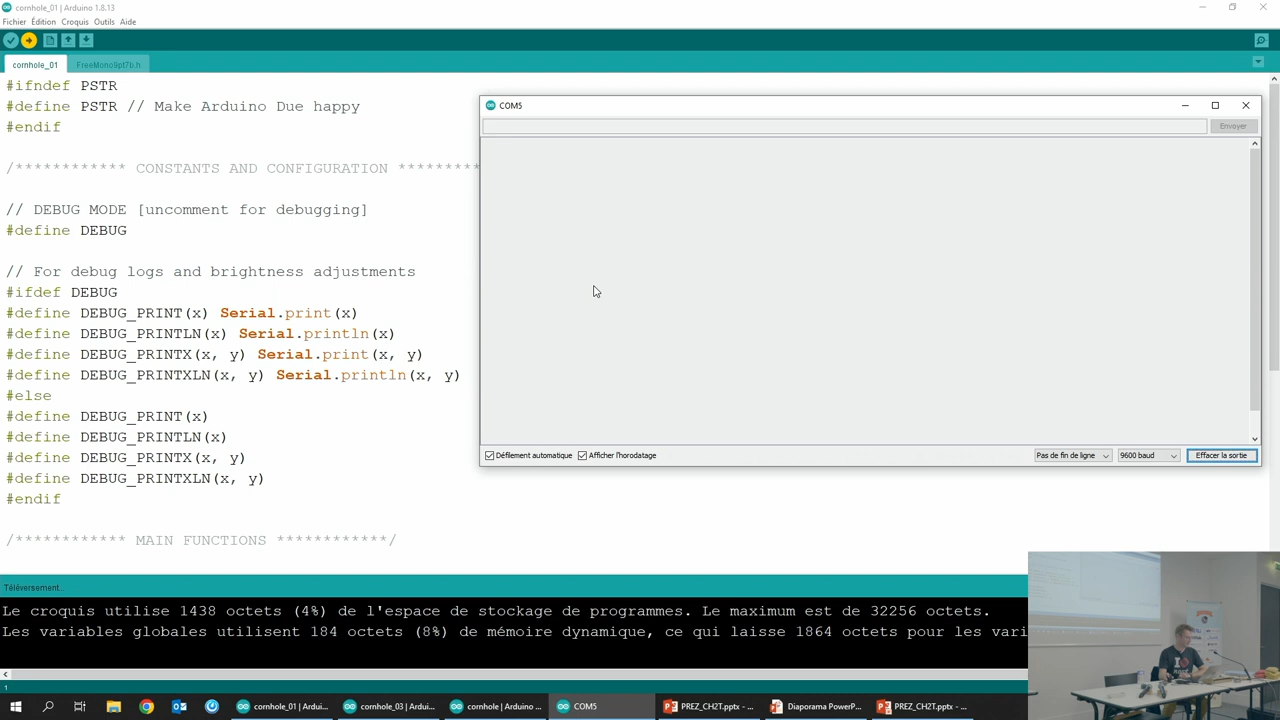 cornhole_01 | Arduino 1.8.13
Fichier Édition Croquis Outils Aide
cornhole_01 FreeMono9pt7b.h
#ifndef PSTR
#define PSTR // Make Arduino Due happy
#endif
/************ CONSTANTS AND CONFIGURATION *********
// DEBUG MODE [uncomment for debugging]
#define DEBUG
// For debug logs and brightness adjustments
#ifdef DEBUG
#define DEBUG_PRINT(x) Serial.print(x)
#define DEBUG_PRINTLN(x) Serial.println(x)
#define DEBUG_PRINTX(x, y) Serial.print(x, y)
#define DEBUG_PRINTXLN(x, y) Serial.println(x, y)
#else
#define DEBUG_PRINT(x)
#define DEBUG_PRINTLN(x)
#define DEBUG_PRINTX(x, y)
#define DEBUG_PRINTXLN(x, y)
#endif
/************ MAIN FUNCTIONS ************/
COM5
Envoyer
Défilement automatique Afficher l'horodatage Pas de fin de ligne 9600 baud Effacer la sortie
Téléversement...
Le croquis utilise 1438 octets (4%) de l'espace de stockage de programmes. Le maximum est de 32256 octets.
Les variables globales utilisent 184 octets (8%) de mémoire dynamique, ce qui laisse 1864 octets pour les vari
1
cornhole_01 | Ardui... cornhole_03 | Ardui... cornhole | Arduino ... COM5 PREZ_CH2T.pptx - ... Diaporama PowerP... PREZ_CH2T.pptx - ...